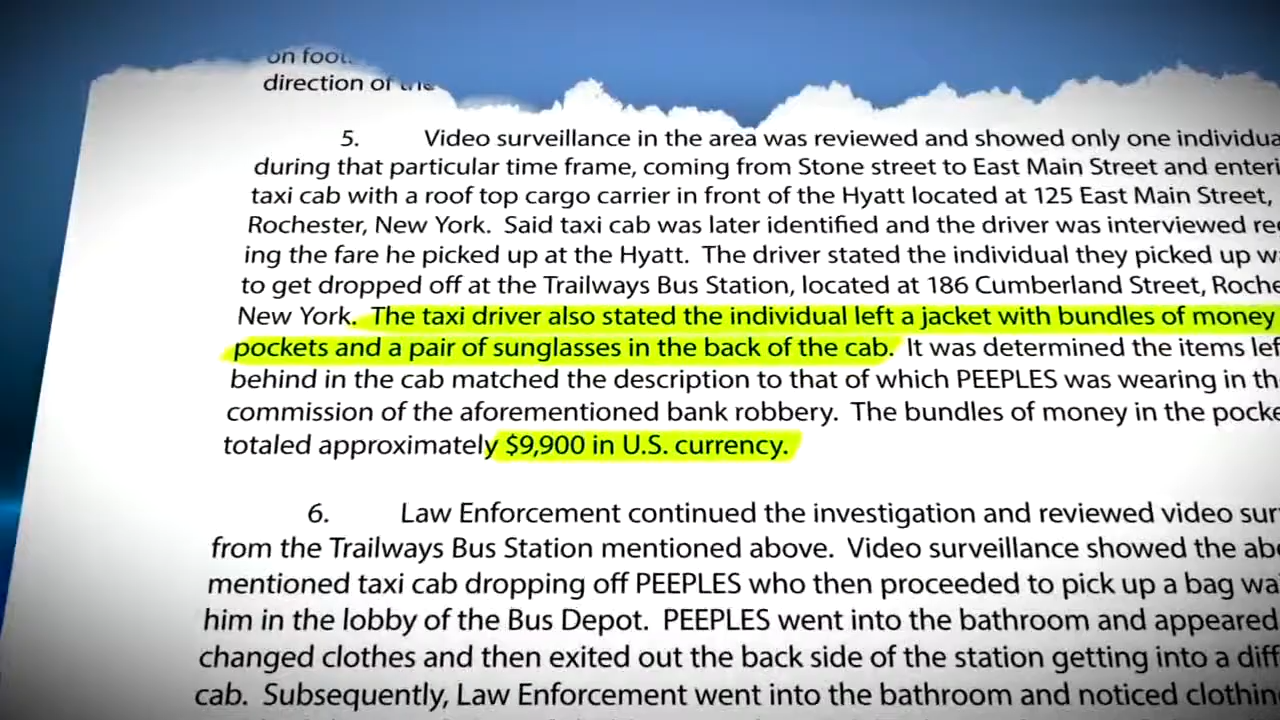 on foot.
direction of the
5. Video surveillance in the area was reviewed and showed only one
during that particular time frame, coming from Stone street to East Main Street and
taxi cab with a roof top cargo carrier in front of the Hyatt located at 125 East Main Street,
Rochester, New York. Said taxi cab was later identified and the driver was interviewed
ing the fare he picked up at the Hyatt. The driver stated the individual they picked up
to get dropped off at the Trailways Bus Station, located at 186 Cumberland Street,
New York. The taxi driver also stated the individual left a jacket with bundles of money
pockets and a pair of sunglasses in the back of the cab. It was determined the items
behind in the cab matched the description to that of which PEEPLES was wearing in
commission of the aforementioned bank robbery. The bundles of money in the
totaled approximately $9,900 in U.S. currency.
6. Law Enforcement continued the investigation and reviewed video
from the Trailways Bus Station mentioned above. Video surveillance showed the
mentioned taxi cab dropping off PEEPLES who then proceeded to pick up a bag
him in the lobby of the Bus Depot. PEEPLES went into the bathroom and appeared
changed clothes and then exited out the back side of the station getting into a
cab. Subsequently, Law Enforcement went into the bathroom and noticed